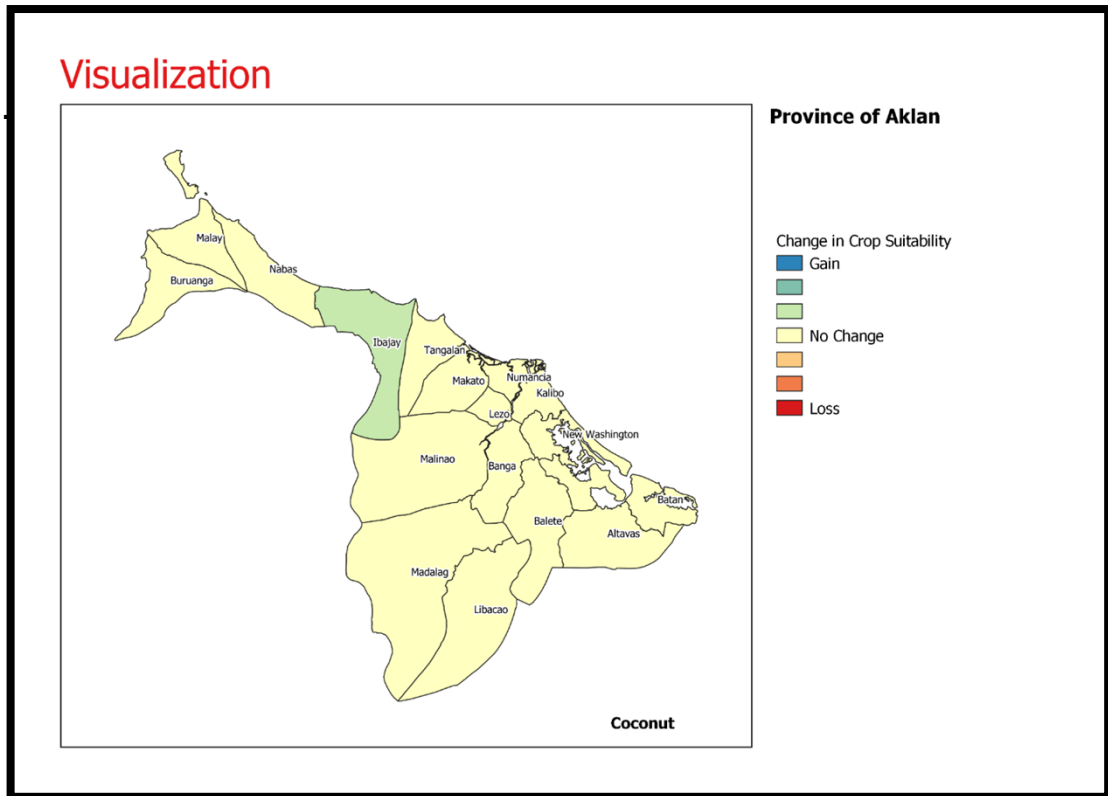 Visualization
Province of Aklan
Change in Crop Suitability
Gain
No Change
Loss
Malay
Nabas
Buruanga
Ibajay
Tangalan
Makato
Numancia
Kalibo
Lezo
New Washington
Malinao
Banga
Batan
Balete
Altavas
Madalag
Libacao
Coconut